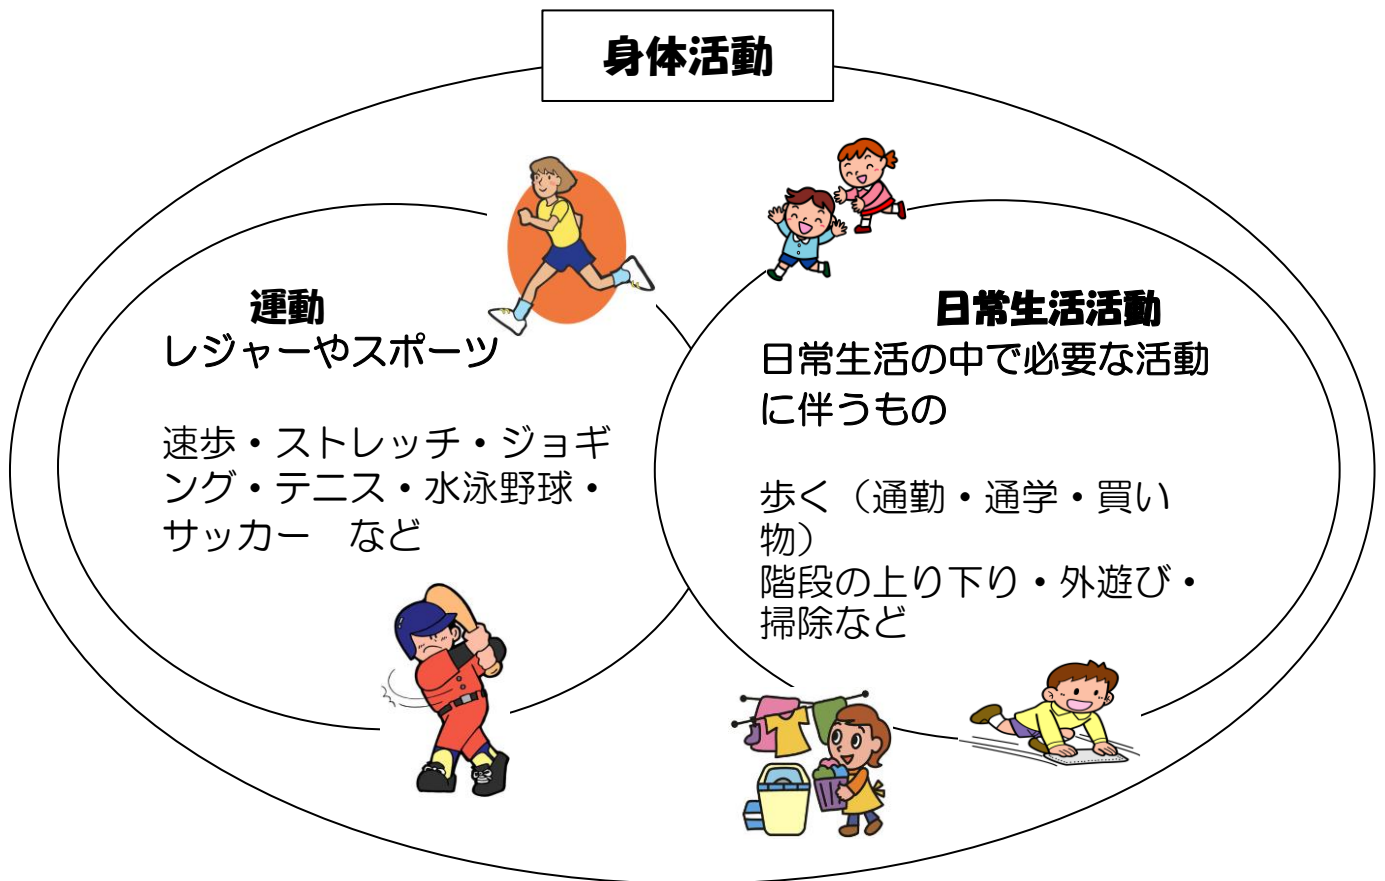 身体活動
運動
レジャーやスポーツ
速歩・ストレッチ・ジョギ
ング・テニス・水泳野球・
サッカー　など
日常生活活動
日常生活の中で必要な活動
に伴うもの
歩く（通勤・通学・買い
物）
階段の上り下り・外遊び・
掃除など